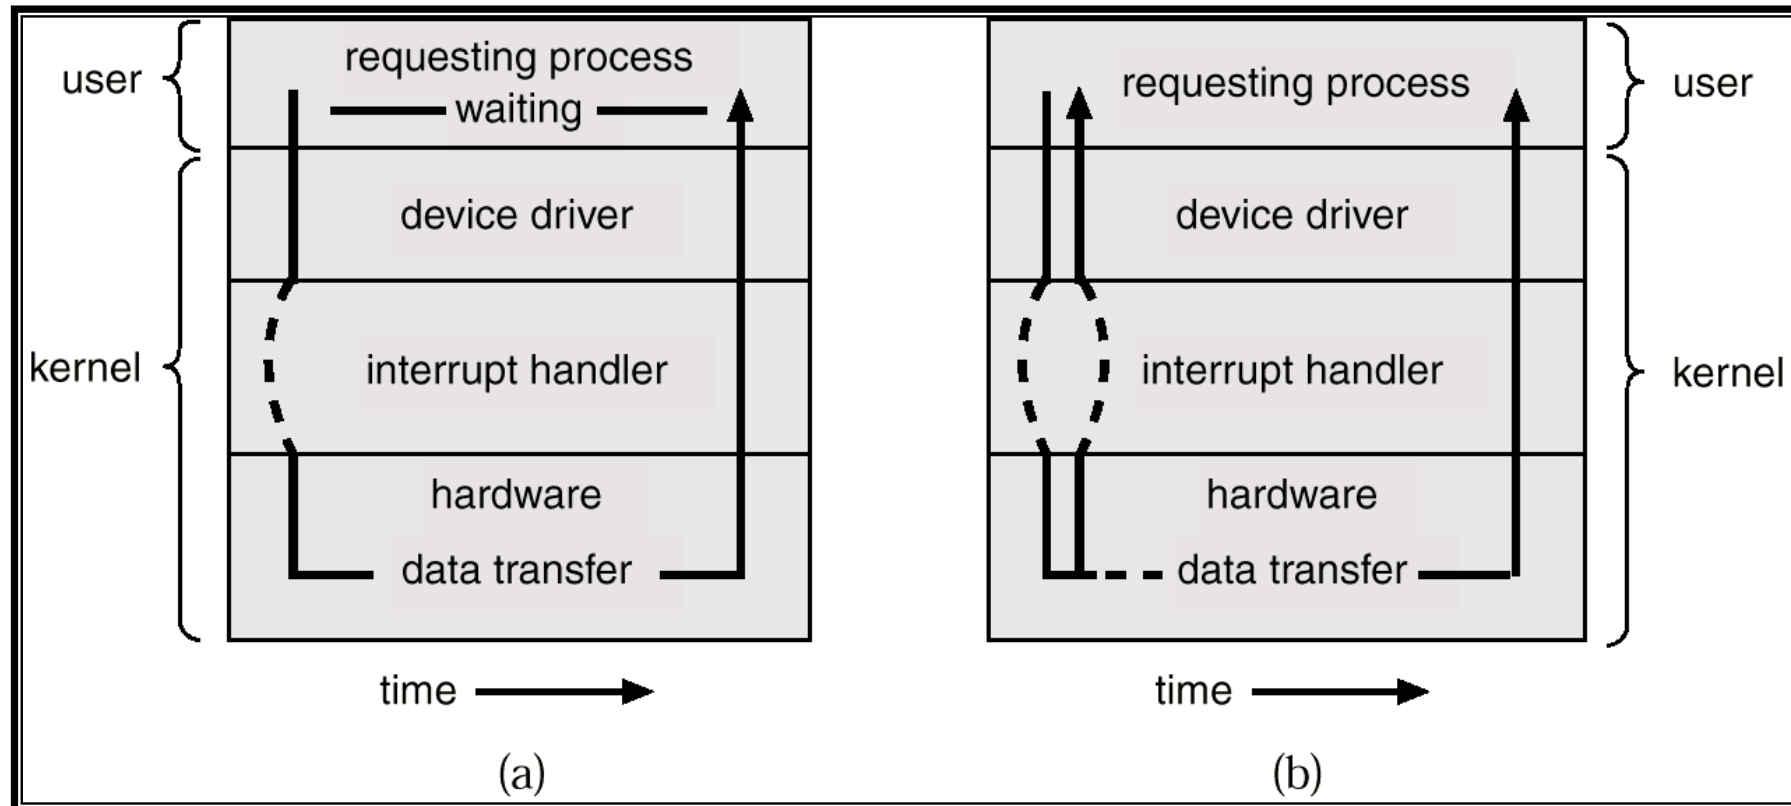 user
requesting process
waiting
device driver
kernel
interrupt handler
hardware
data transfer
time
(a)
requesting process
user
device driver
interrupt handler
kernel
hardware
data transfer
time
(b)